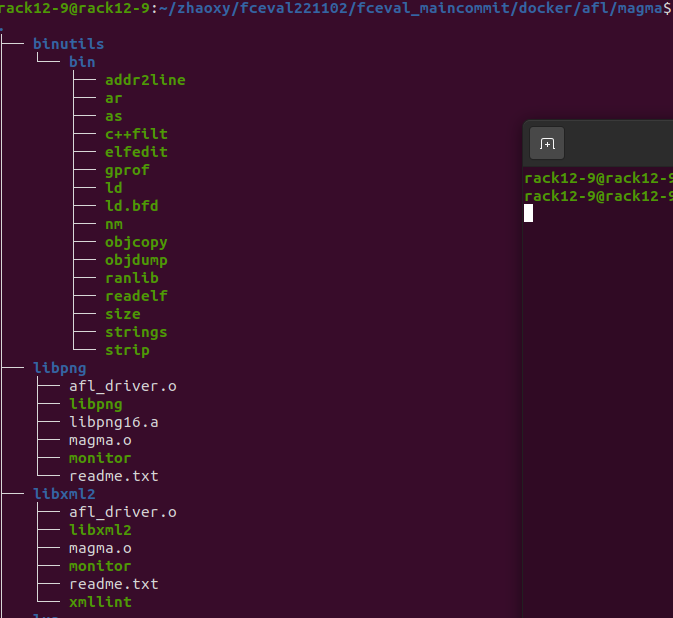 rack12-9@rack12-9:~/zhaoxy/fceval221102/fceval_maincommit/docker/afl/magma$
.
├── binutils
│   └── bin
│       ├── addr2line
│       ├── ar
│       ├── as
│       ├── c++filt
│       ├── elfedit
│       ├── gprof
│       ├── ld
│       ├── ld.bfd
│       ├── nm
│       ├── objcopy
│       ├── objdump
│       ├── ranlib
│       ├── readelf
│       ├── size
│       ├── strings
│       └── strip
├── libpng
│   ├── afl_driver.o
│   ├── libpng
│   ├── libpng16.a
│   ├── magma.o
│   ├── monitor
│   └── readme.txt
├── libxml2
│   ├── afl_driver.o
│   ├── libxml2
│   ├── magma.o
│   ├── monitor
│   ├── readme.txt
│   └── xmllint
rack12-9@rack12-9
rack12-9@rack12-9